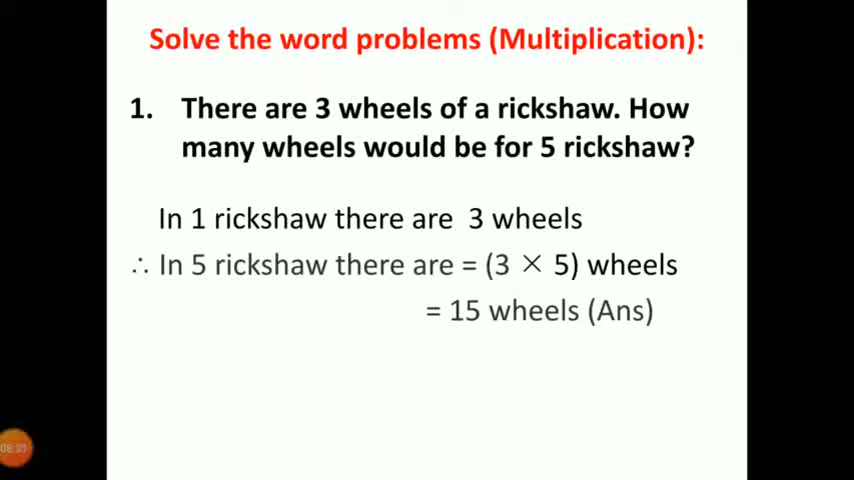 Solve the word problems (Multiplication):
1. There are 3 wheels of a rickshaw. How
many wheels would be for 5 rickshaw?
In 1 rickshaw there are 3 wheels
∴ In 5 rickshaw there are = (3 × 5) wheels
= 15 wheels (Ans)